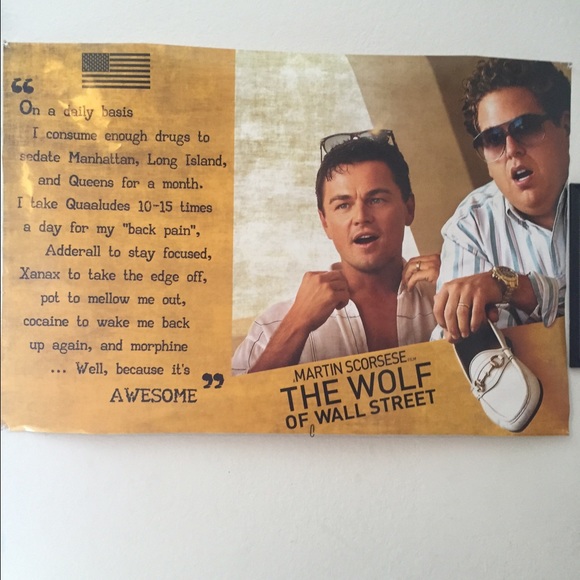 “
On a daily basis
I consume enough drugs to
sedate Manhattan, Long Island,
and Queens for a month.
I take Quaaludes 10-15 times
a day for my "back pain",
Adderall to stay focused,
Xanax to take the edge off,
pot to mellow me out,
cocaine to wake me back
up again, and morphine
... Well, because it's
AWESOME ”
A MARTIN SCORSESE FILM
THE WOLF
OF WALL STREET